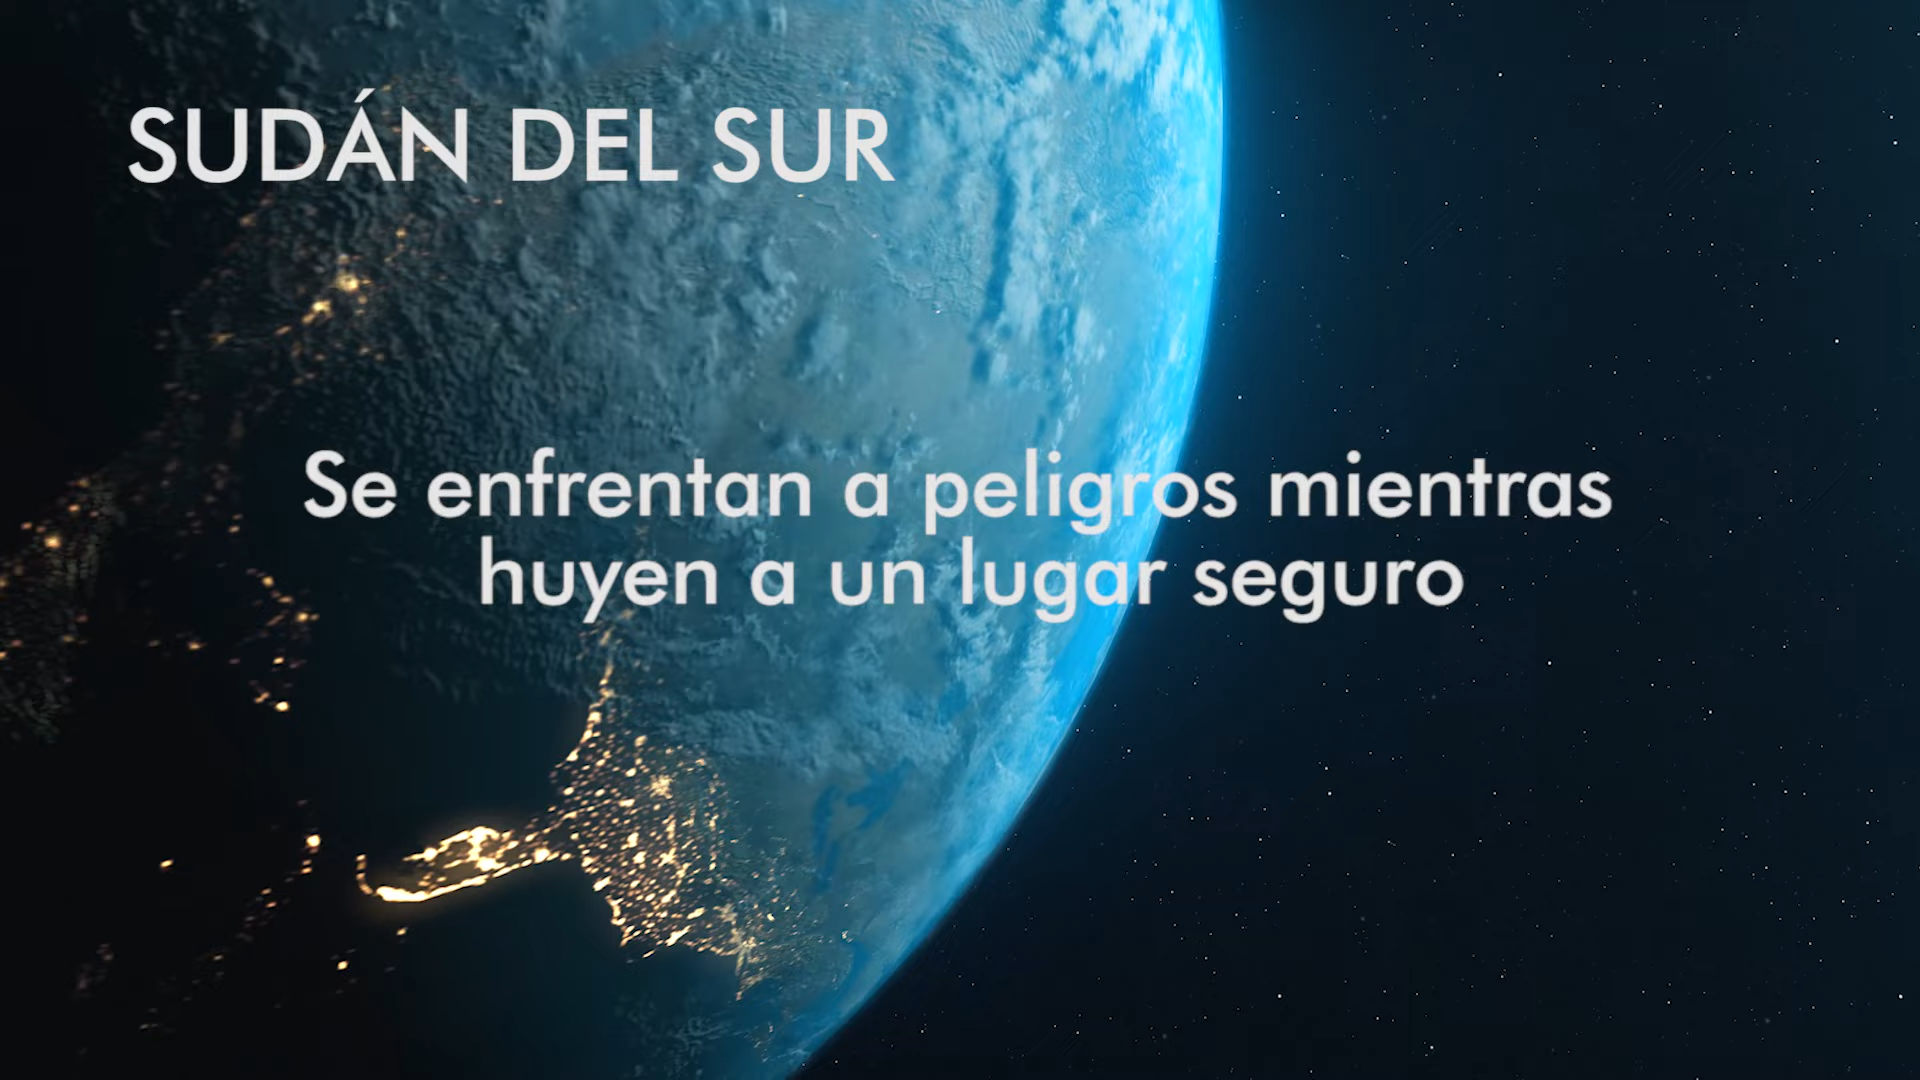 SUDÁN DEL SUR
Se enfrentan a peligros mientras
huyen a un lugar seguro